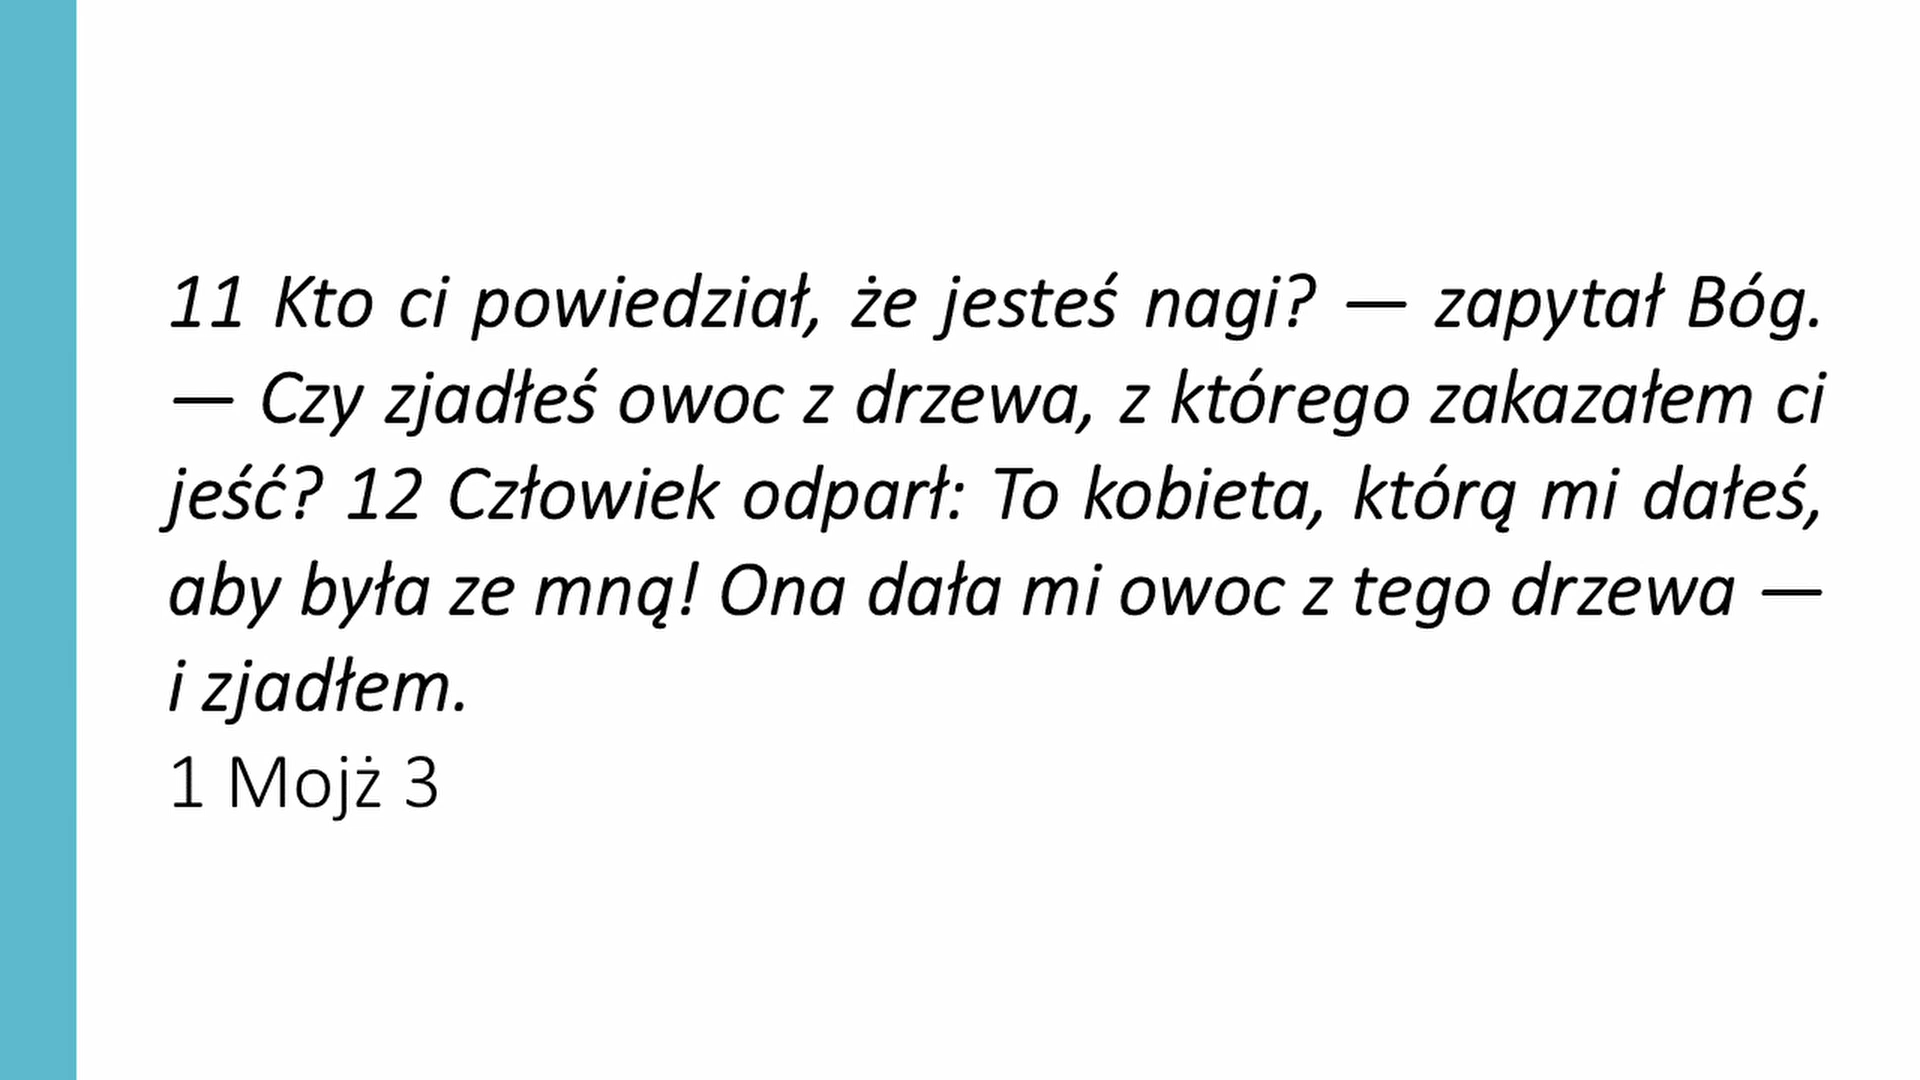 11 Kto ci powiedział, że jesteś nagi? — zapytał Bóg.
— Czy zjadłeś owoc z drzewa, z którego zakazałem ci
jeść? 12 Człowiek odparł: To kobieta, którą mi dałeś,
aby była ze mną! Ona dała mi owoc z tego drzewa —
i zjadłem.
1 Mojż 3